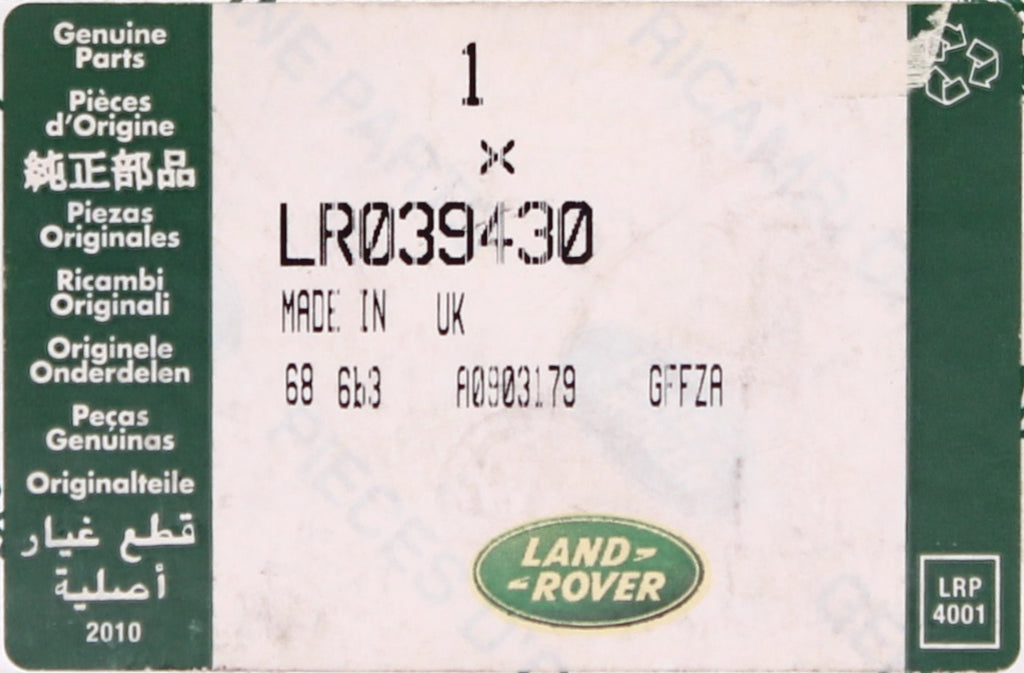 Genuine
Parts
Pièces
d'Origine
純正部品
Piezas
Originales
Ricambi
Originali
Originele
Onderdelen
Peças
Genuinas
Originalteile
قطع غيار
أصلية
2010
1
×
LR039430
MADE IN UK
68 6b3 A0903179 GFFZA
LAND-
-ROVER
LRP
4001